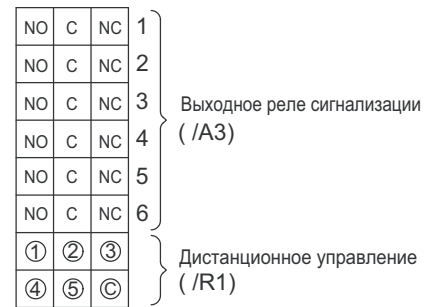 NO C NC 1
NO C NC 2
NO C NC 3
NO C NC 4
NO C NC 5
NO C NC 6
Выходное реле сигнализации
( /A3)
① ② ③
④ ⑤ Ⓒ
Дистанционное управление
( /R1)